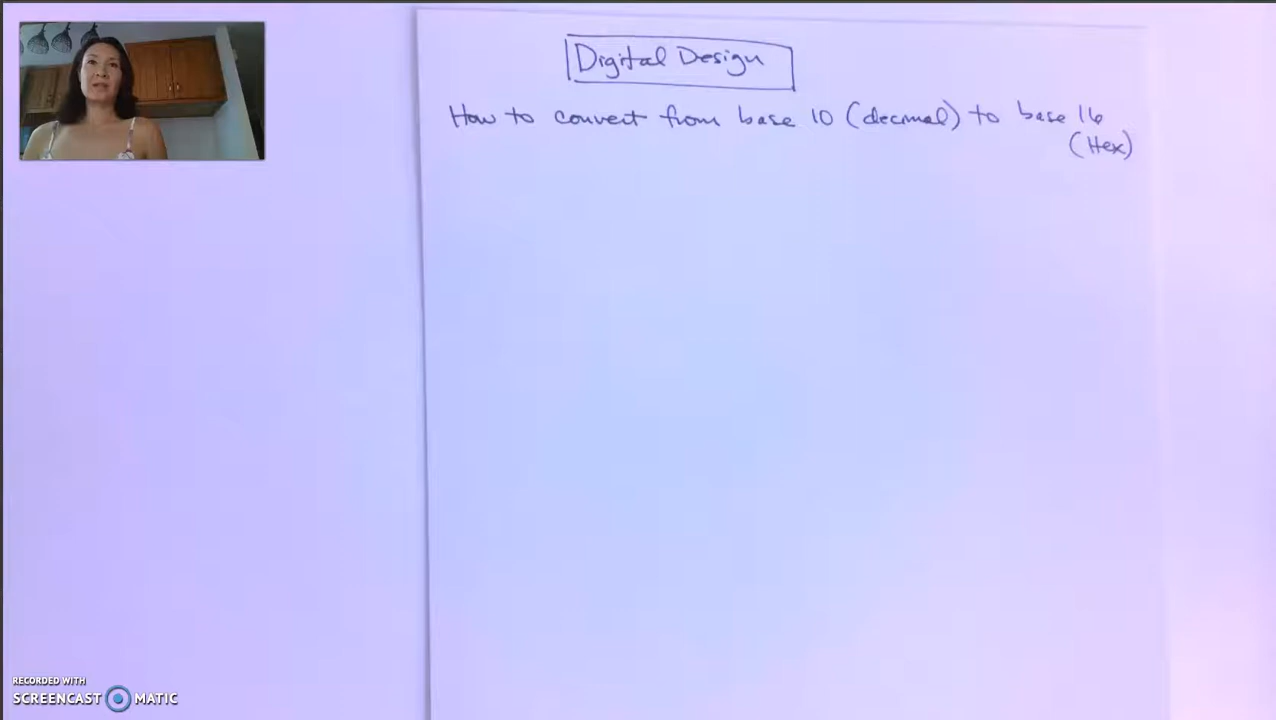 Digital Design
How to convert from base 10 (decimal) to base 16
(Hex)
RECORDED WITH
SCREENCAST MATIC